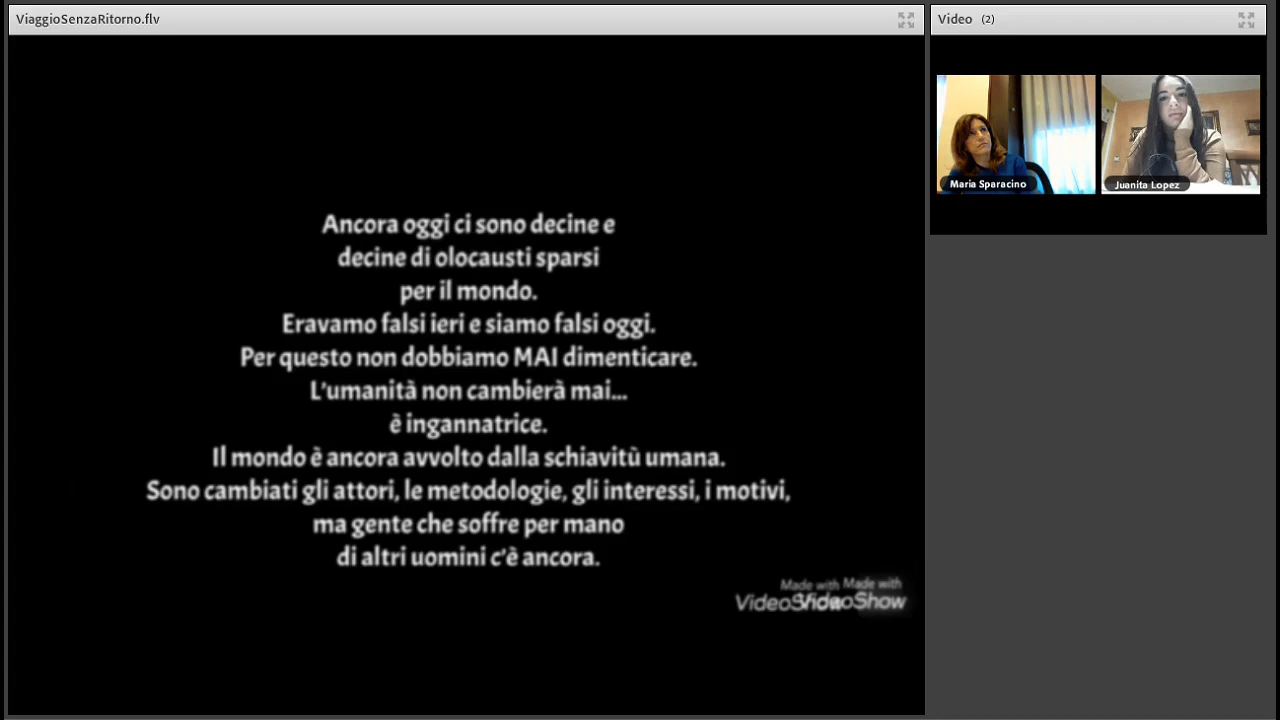 ViaggioSenzaRitorno.flv
Video (2)
Maria Sparacino
Juanita Lopez
Ancora oggi ci sono decine e
decine di olocausti sparsi
per il mondo.
Eravamo falsi ieri e siamo falsi oggi.
Per questo non dobbiamo MAI dimenticare.
L'umanità non cambierà mai...
è ingannatrice.
Il mondo è ancora avvolto dalla schiavitù umana.
Sono cambiati gli attori, le metodologie, gli interessi, i motivi,
ma gente che soffre per mano
di altri uomini c'è ancora.
Made with Made with
VideoShow VideoShow